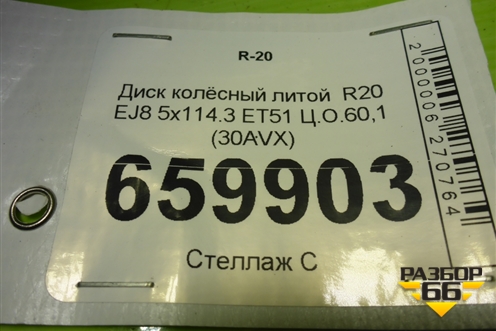 R-20
Диск колёсный литой R20
EJ8 5x114.3 ET51 Ц.О.60,1
(30AVX)
659903
Стеллаж С
2000006270764
РАЗБОР
66